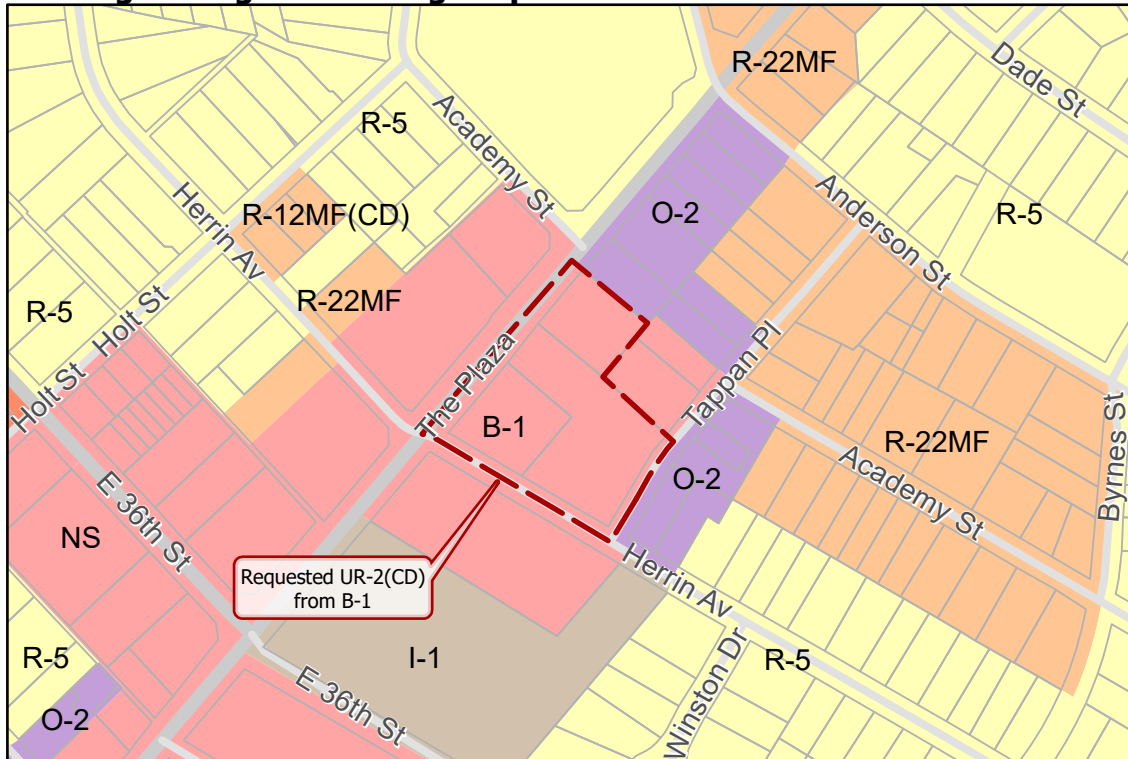 R-22MF
Dade St
R-5
Academy St
Herrin Av
R-12MF(CD)
O-2
Anderson St
R-5
R-5
Holt St
Holt St
R-22MF
The Plaza
Tappan Pl
B-1
R-22MF
Byrnes St
Academy St
O-2
E 36th St
NS
Requested UR-2(CD)
from B-1
Herrin Av
R-5
I-1
Winston Dr
R-5
E 36th St
O-2